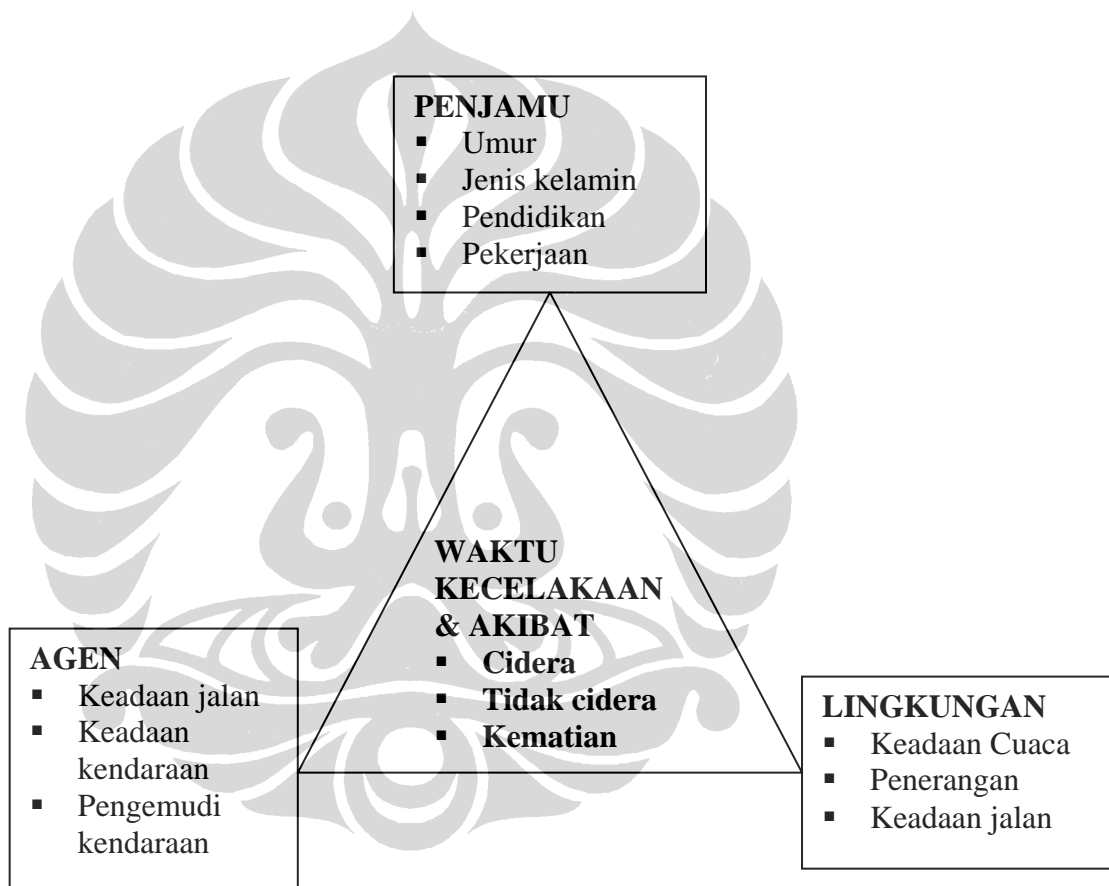 PENJAMU
▪ Umur
▪ Jenis kelamin
▪ Pendidikan
▪ Pekerjaan
WAKTU
KECELAKAAN
& AKIBAT
▪ Cidera
▪ Tidak cidera
▪ Kematian
AGEN
▪ Keadaan jalan
▪ Keadaan
kendaraan
▪ Pengemudi
kendaraan
LINGKUNGAN
▪ Keadaan Cuaca
▪ Penerangan
▪ Keadaan jalan